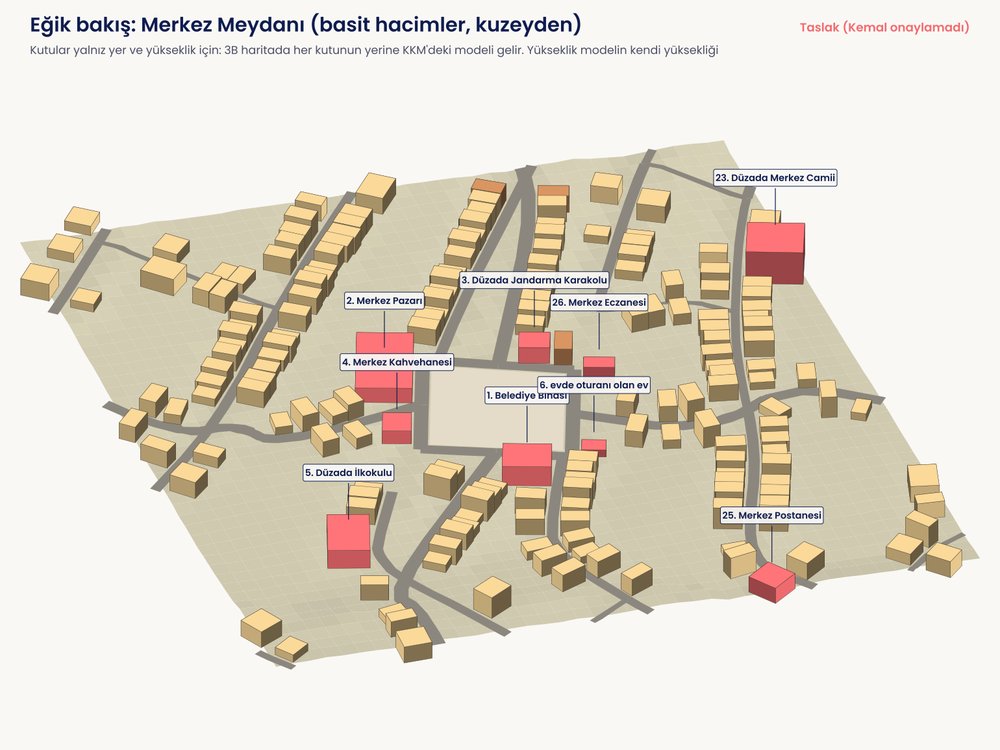 Eğik bakış: Merkez Meydanı (basit hacimler, kuzeyden)
Taslak (Kemal onaylamadı)
Kutular yalnız yer ve yükseklik için: 3B haritada her kutunun yerine KKM'deki modeli gelir. Yükseklik modelin kendi yüksekliği
23. Düzada Merkez Camii
3. Düzada Jandarma Karakolu
2. Merkez Pazarı
26. Merkez Eczanesi
4. Merkez Kahvehanesi
6. evde oturanı olan ev
1. Belediye Binası
5. Düzada İlkokulu
25. Merkez Postanesi